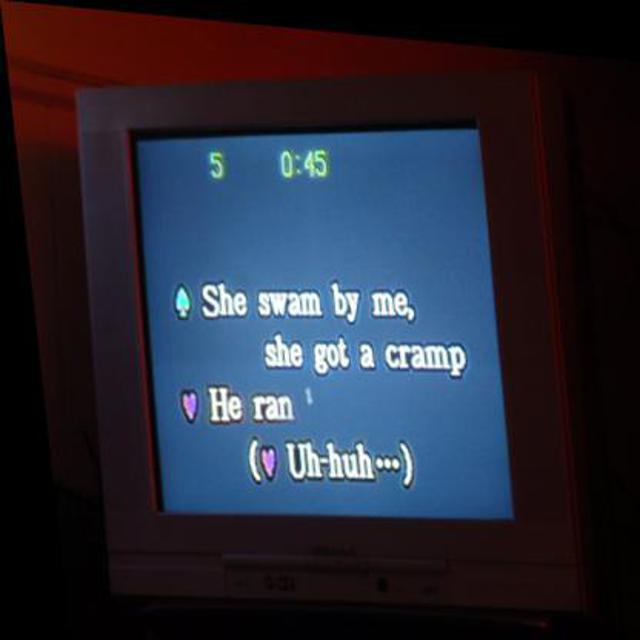 5 0:45
♠ She swam by me,
she got a cramp
♥ He ran
(♥ Uh-huh…)